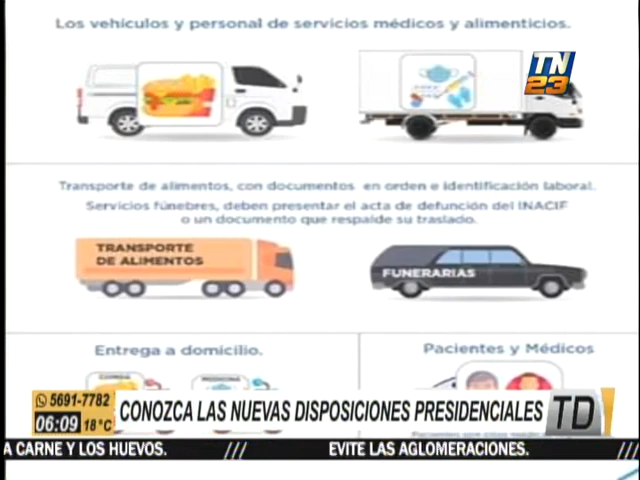 Los vehículos y personal de servicios médicos y alimenticios.
TN
23
Transporte de alimentos, con documentos en orden e identificación laboral.
Servicios fúnebres, deben presentar el acta de defunción del INACIF
o un documento que respalde su traslado.
TRANSPORTE
DE ALIMENTOS
FUNERARIAS
Entrega a domicilio.
Pacientes y Médicos
COMIDA
MEDICINA
5691-7782
06:09 18°C
CONOZCA LAS NUEVAS DISPOSICIONES PRESIDENCIALES
TD
A CARNE Y LOS HUEVOS. /// EVITE LAS AGLOMERACIONES. ///